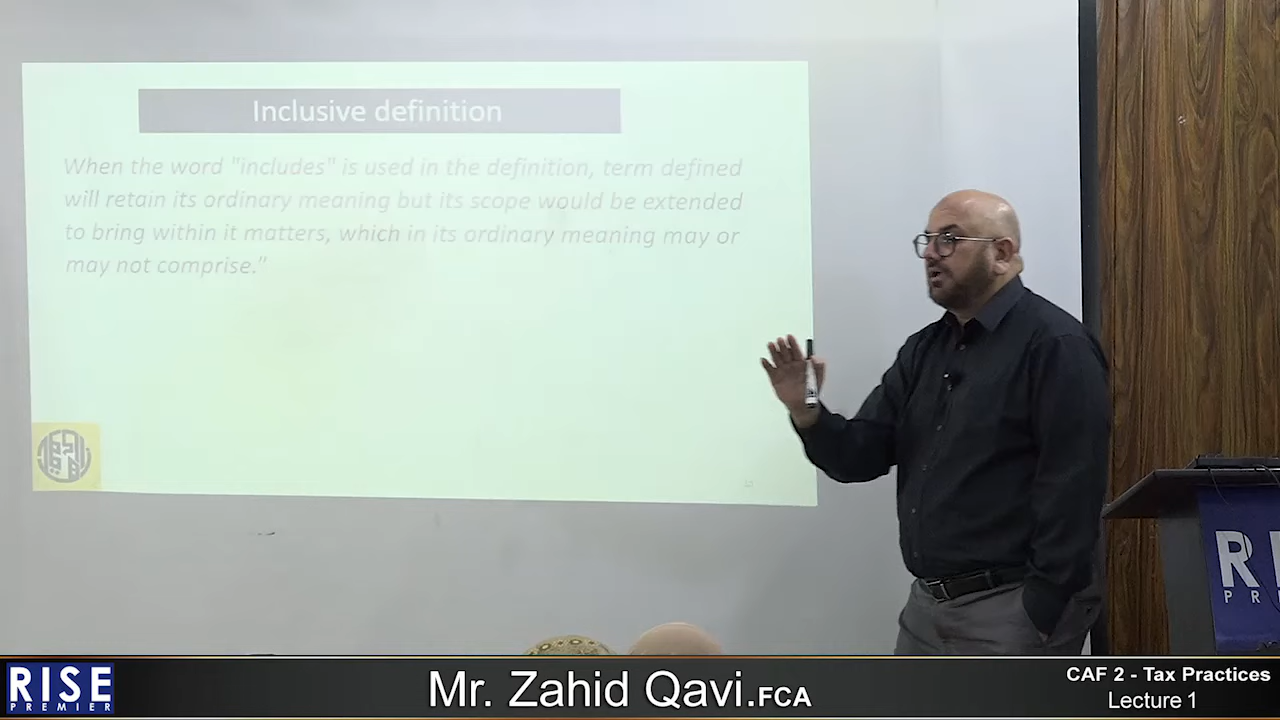 Inclusive definition
When the word "includes" is used in the definition, term defined
will retain its ordinary meaning but its scope would be extended
to bring within it matters, which in its ordinary meaning may or
may not comprise."
R
P R
RISE
PREMIER
Mr. Zahid Qavi.FCA
CAF 2 - Tax Practices
Lecture 1